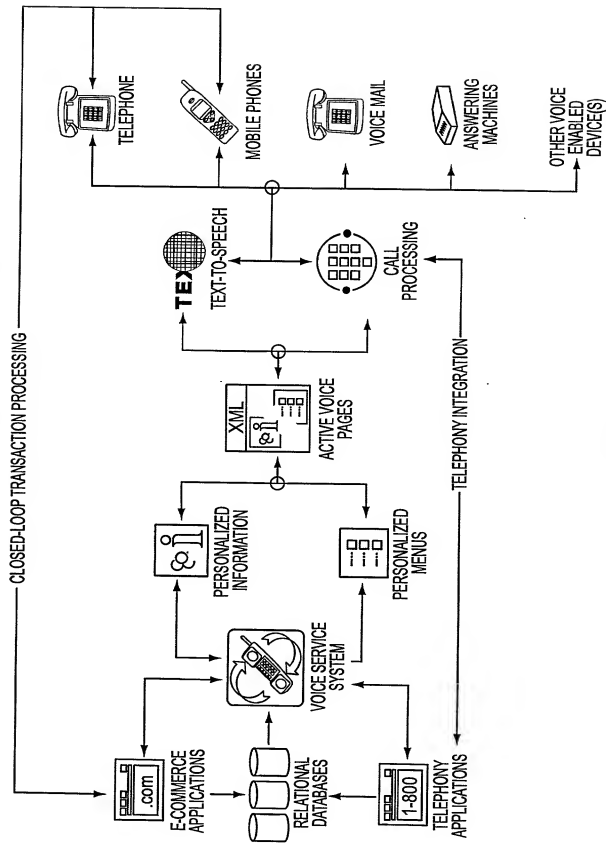 CLOSED-LOOP TRANSACTION PROCESSING
.com
E-COMMERCE
APPLICATIONS
RELATIONAL
DATABASES
1-800
TELEPHONY
APPLICATIONS
VOICE SERVICE
SYSTEM
PERSONALIZED
INFORMATION
PERSONALIZED
MENUS
XML
ACTIVE VOICE
PAGES
TEX
TEXT-TO-SPEECH
CALL
PROCESSING
TELEPHONE
MOBILE PHONES
VOICE MAIL
ANSWERING
MACHINES
OTHER VOICE
ENABLED
DEVICE(S)
TELEPHONY INTEGRATION